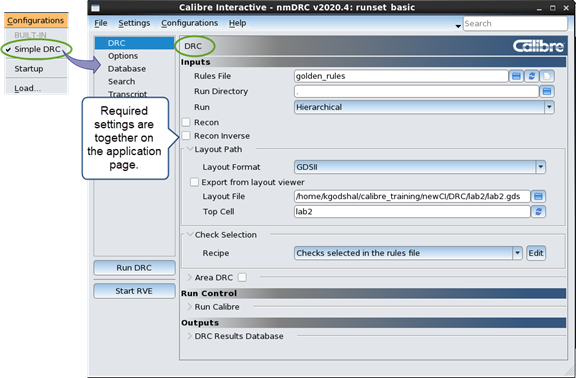 Configurations
BUILT-IN
Simple DRC
Startup
Load...
Calibre Interactive - nmDRC v2020.4: runset_basic
File Settings Configurations Help
Search
DRC
Options
Database
Search
Transcript
Required
settings are
together on
the application
page.
Run DRC
Start RVE
DRC
Calibre
Inputs
Rules File golden_rules
Run Directory .
Run Hierarchical
Recon
Recon Inverse
Layout Path
Layout Format GDSII
Export from layout viewer
Layout File /home/kgodshal/calibre_training/newCI/DRC/lab2/lab2.gds
Top Cell lab2
Check Selection
Recipe Checks selected in the rules file Edit
Area DRC
Run Control
Run Calibre
Outputs
DRC Results Database